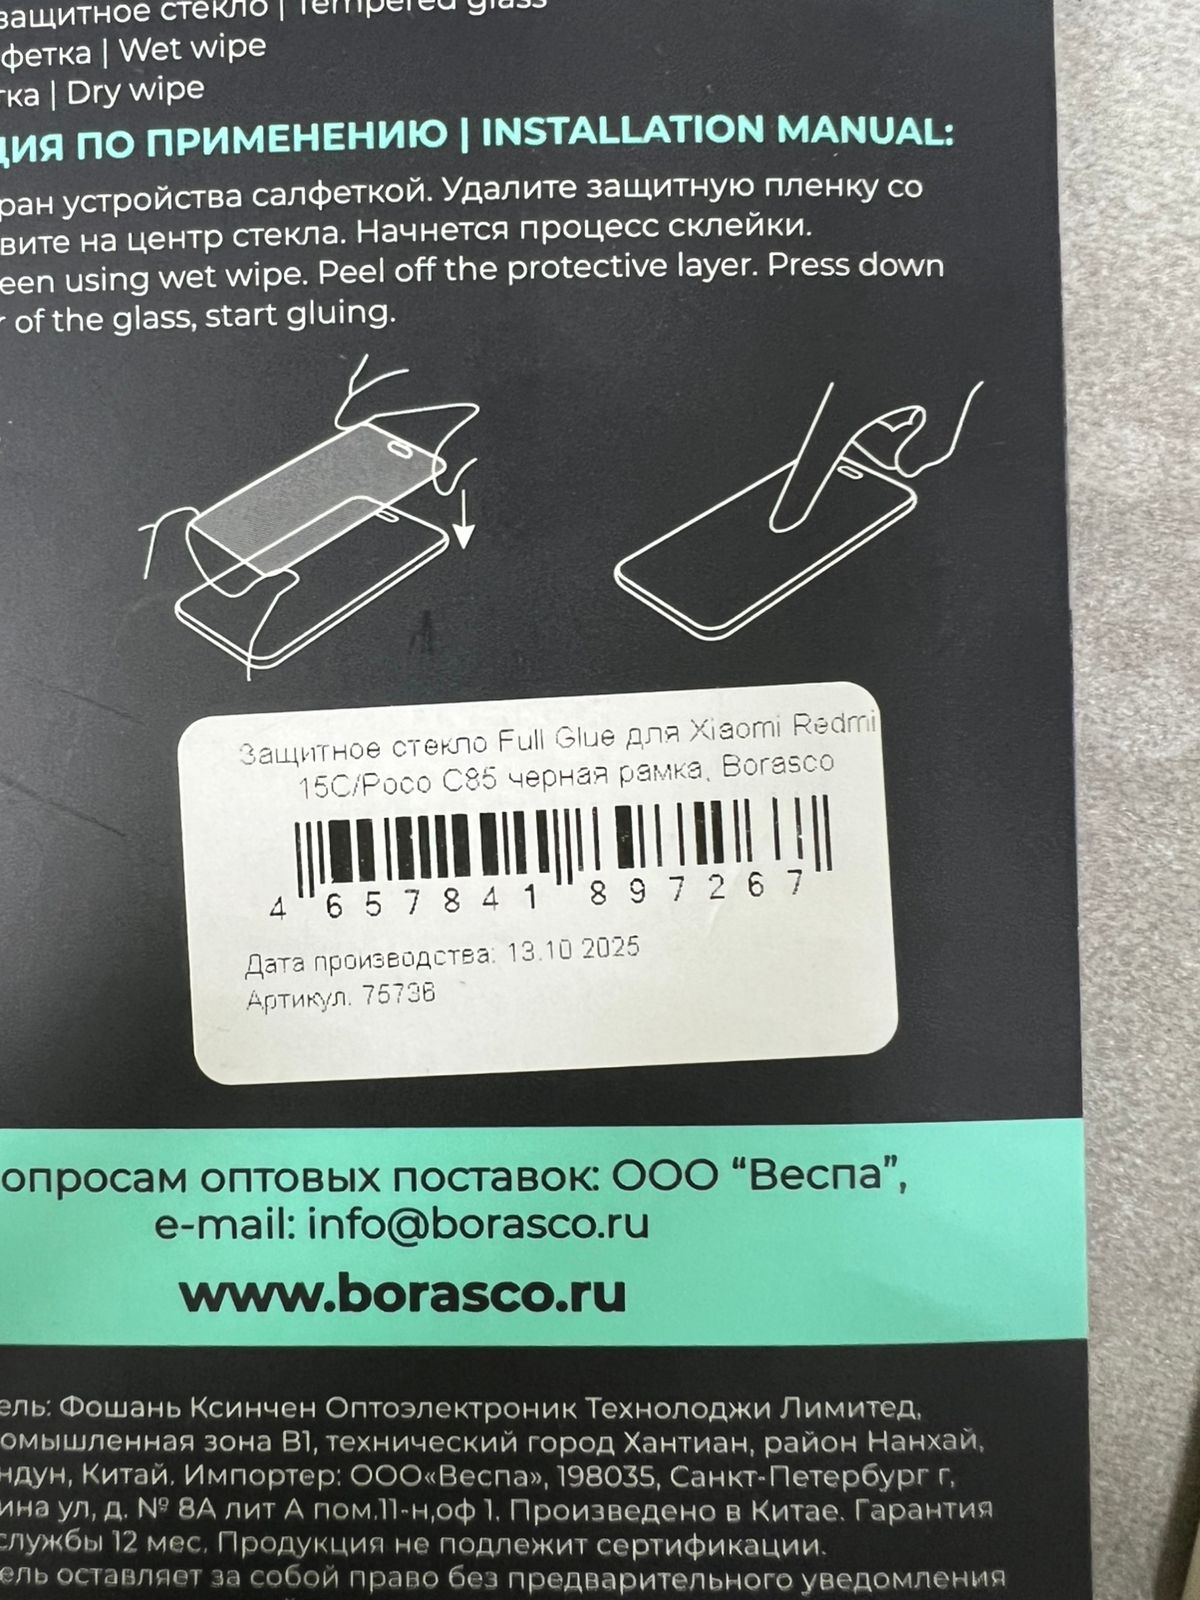 защитное стекло | Tempered glass
фетка | Wet wipe
тка | Dry wipe
ЦИЯ ПО ПРИМЕНЕНИЮ | INSTALLATION MANUAL:
ран устройства салфеткой. Удалите защитную пленку со
вите на центр стекла. Начнется процесс склейки.
een using wet wipe. Peel off the protective layer. Press down
r of the glass, start gluing.
Защитное стекло Full Glue для Xiaomi Redmi
15C/Poco C85 черная рамка, Borasco
4 657841 897267
Дата производства: 13.10 2025
Артикул. 75736
опросам оптовых поставок: ООО “Веспа”,
e-mail: info@borasco.ru
www.borasco.ru
ель: Фошань Ксинчен Оптоэлектроник Технолоджи Лимитед,
омышленная зона B1, технический город Хантиан, район Нанхай,
ндун, Китай. Импортер: ООО«Веспа», 198035, Санкт-Петербург г,
ина ул, д. № 8А лит А пом.11-н,оф 1. Произведено в Китае. Гарантия
службы 12 мес. Продукция не подлежит сертификации.
ель оставляет за собой право без предварительного уведомления